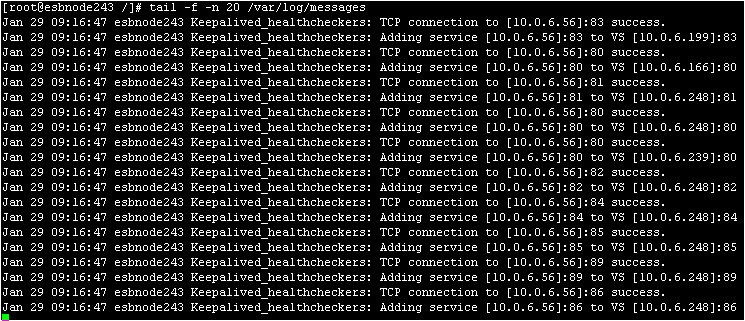 [root@esbnode243 /]# tail -f -n 20 /var/log/messages
Jan 29 09:16:47 esbnode243 Keepalived_healthcheckers: TCP connection to [10.0.6.56]:83 success.
Jan 29 09:16:47 esbnode243 Keepalived_healthcheckers: Adding service [10.0.6.56]:83 to VS [10.0.6.199]:83
Jan 29 09:16:47 esbnode243 Keepalived_healthcheckers: TCP connection to [10.0.6.56]:80 success.
Jan 29 09:16:47 esbnode243 Keepalived_healthcheckers: Adding service [10.0.6.56]:80 to VS [10.0.6.166]:80
Jan 29 09:16:47 esbnode243 Keepalived_healthcheckers: TCP connection to [10.0.6.56]:81 success.
Jan 29 09:16:47 esbnode243 Keepalived_healthcheckers: Adding service [10.0.6.56]:81 to VS [10.0.6.248]:81
Jan 29 09:16:47 esbnode243 Keepalived_healthcheckers: TCP connection to [10.0.6.56]:80 success.
Jan 29 09:16:47 esbnode243 Keepalived_healthcheckers: Adding service [10.0.6.56]:80 to VS [10.0.6.248]:80
Jan 29 09:16:47 esbnode243 Keepalived_healthcheckers: TCP connection to [10.0.6.56]:80 success.
Jan 29 09:16:47 esbnode243 Keepalived_healthcheckers: Adding service [10.0.6.56]:80 to VS [10.0.6.239]:80
Jan 29 09:16:47 esbnode243 Keepalived_healthcheckers: TCP connection to [10.0.6.56]:82 success.
Jan 29 09:16:47 esbnode243 Keepalived_healthcheckers: Adding service [10.0.6.56]:82 to VS [10.0.6.248]:82
Jan 29 09:16:47 esbnode243 Keepalived_healthcheckers: TCP connection to [10.0.6.56]:84 success.
Jan 29 09:16:47 esbnode243 Keepalived_healthcheckers: Adding service [10.0.6.56]:84 to VS [10.0.6.248]:84
Jan 29 09:16:47 esbnode243 Keepalived_healthcheckers: TCP connection to [10.0.6.56]:85 success.
Jan 29 09:16:47 esbnode243 Keepalived_healthcheckers: Adding service [10.0.6.56]:85 to VS [10.0.6.248]:85
Jan 29 09:16:47 esbnode243 Keepalived_healthcheckers: TCP connection to [10.0.6.56]:89 success.
Jan 29 09:16:47 esbnode243 Keepalived_healthcheckers: Adding service [10.0.6.56]:89 to VS [10.0.6.248]:89
Jan 29 09:16:47 esbnode243 Keepalived_healthcheckers: TCP connection to [10.0.6.56]:86 success.
Jan 29 09:16:47 esbnode243 Keepalived_healthcheckers: Adding service [10.0.6.56]:86 to VS [10.0.6.248]:86